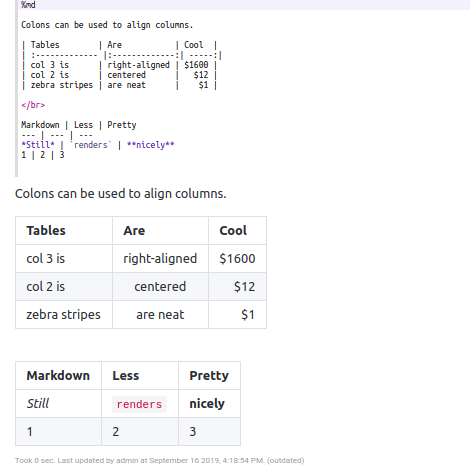 %md
Colons can be used to align columns.
| Tables        | Are           | Cool  |
| :------------- |:-------------:| -----:|
| col 3 is      | right-aligned | $1600 |
| col 2 is      | centered      |   $12 |
| zebra stripes | are neat      |    $1 |
</br>
Markdown | Less | Pretty
--- | --- | ---
*Still* | `renders` | **nicely**
1 | 2 | 3
Colons can be used to align columns.
Tables Are Cool
col 3 is right-aligned $1600
col 2 is centered $12
zebra stripes are neat $1
Markdown Less Pretty
Still renders nicely
1 2 3
Took 0 sec. Last updated by admin at September 16 2019, 4:18:54 PM. (outdated)